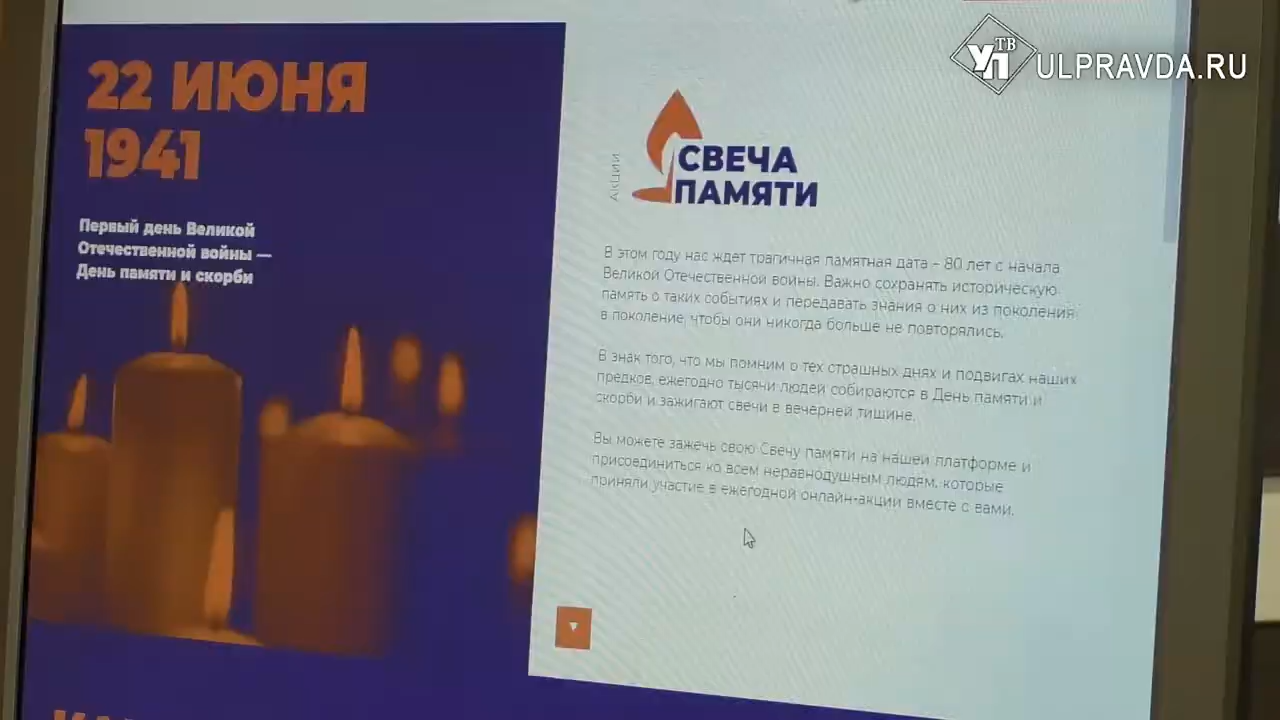 22 ИЮНЯ
1941
Первый день Великой
Отечественной войны —
День памяти и скорби
УП ТВ ULPRAVDA.RU
АКЦИИ
СВЕЧА
ПАМЯТИ
В этом году нас ждет трагичная памятная дата – 80 лет с начала
Великой Отечественной войны. Важно сохранять историческую
память о таких событиях и передавать знания о них из поколения
в поколение, чтобы они никогда больше не повторялись.
В знак того, что мы помним о тех страшных днях и подвигах наших
предков, ежегодно тысячи людей собираются в День памяти и
скорби и зажигают свечи в вечерней тишине.
Вы можете зажечь свою Свечу памяти на нашей платформе и
присоединиться ко всем неравнодушным людям, которые
приняли участие в ежегодной онлайн-акции вместе с вами.